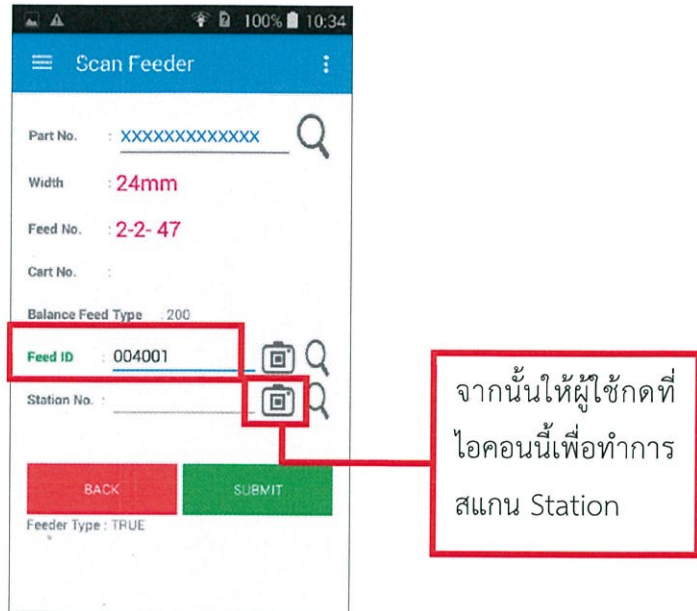 100% 10:34
Scan Feeder
Part No. : XXXXXXXXXXXXX
Width : 24mm
Feed No. : 2-2- 47
Cart No. :
Balance Feed Type : 200
Feed ID : 004001
Station No. :
BACK SUBMIT
Feeder Type : TRUE
จากนั้นให้ผู้ใช้กดที่
ไอคอนนี้เพื่อทำการ
สแกน Station